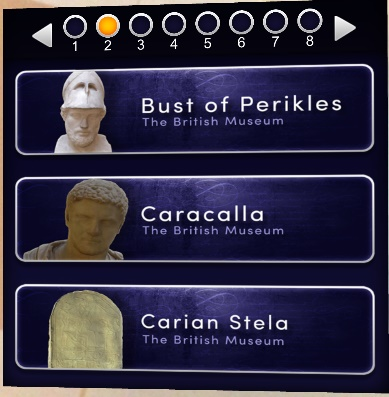 1 2 3 4 5 6 7 8
Bust of Perikles
The British Museum
Caracalla
The British Museum
Carian Stela
The British Museum